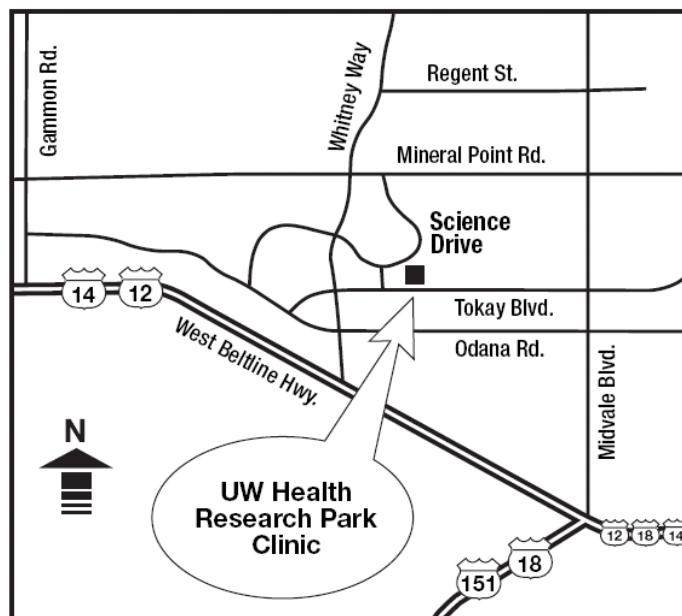 Gammon Rd.
Whitney Way
Regent St.
Mineral Point Rd.
Science
Drive
14
12
Tokay Blvd.
Odana Rd.
West Beltline Hwy.
Midvale Blvd.
N
UW Health
Research Park
Clinic
12
18
14
18
151